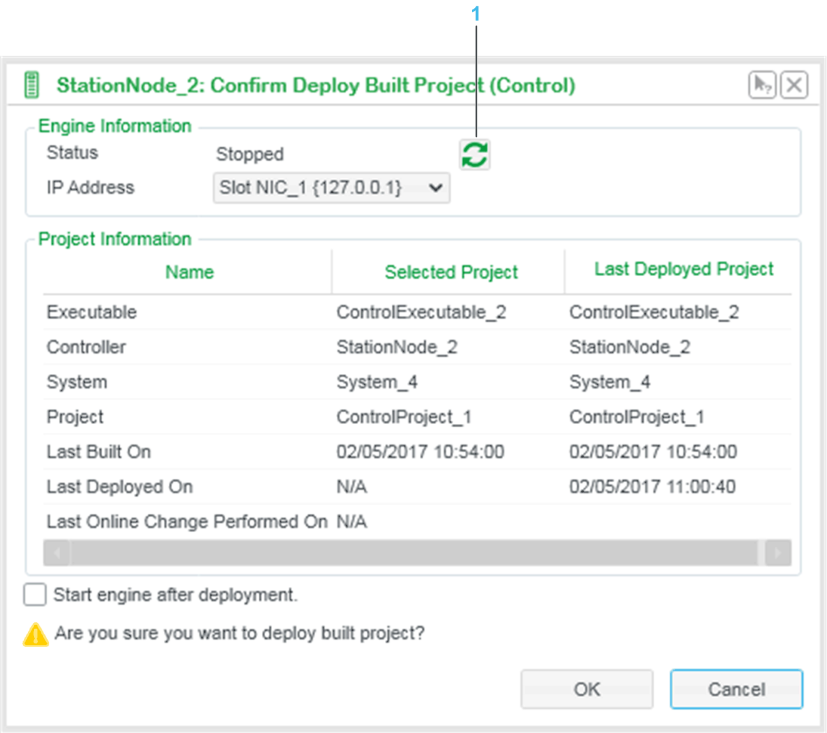 1
StationNode_2: Confirm Deploy Built Project (Control)
Engine Information
Status Stopped
IP Address Slot NIC_1 {127.0.0.1}
Project Information
Name Selected Project Last Deployed Project
Executable ControlExecutable_2 ControlExecutable_2
Controller StationNode_2 StationNode_2
System System_4 System_4
Project ControlProject_1 ControlProject_1
Last Built On 02/05/2017 10:54:00 02/05/2017 10:54:00
Last Deployed On N/A 02/05/2017 11:00:40
Last Online Change Performed On N/A
Start engine after deployment.
Are you sure you want to deploy built project?
OK Cancel